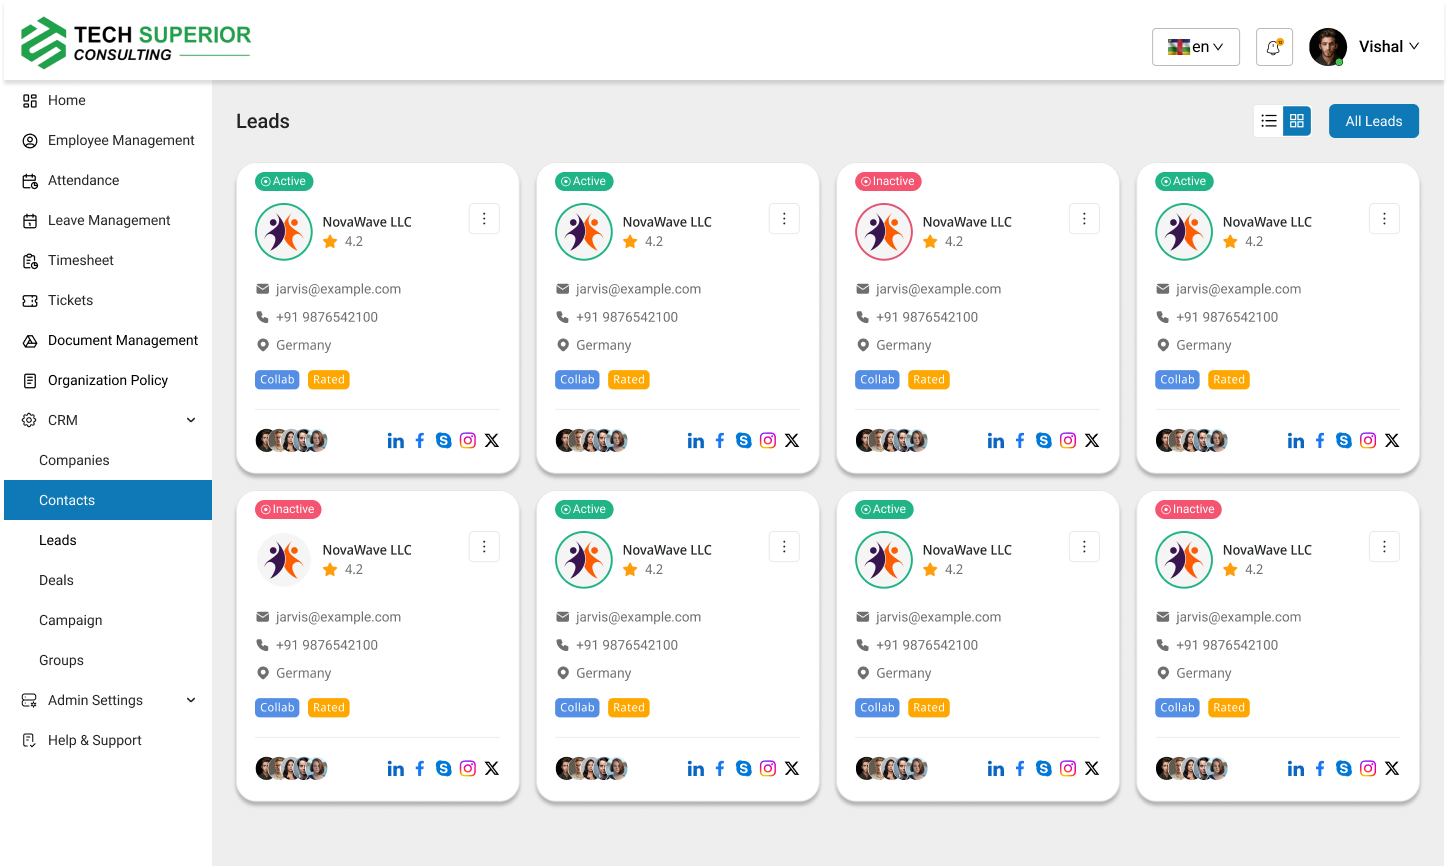 TECH SUPERIOR
CONSULTING
en
Vishal
Home
Employee Management
Attendance
Leave Management
Timesheet
Tickets
Document Management
Organization Policy
CRM
Companies
Contacts
Leads
Deals
Campaign
Groups
Admin Settings
Help & Support
Leads
All Leads
Active
NovaWave LLC
4.2
jarvis@example.com
+91 9876542100
Germany
Collab Rated
Active
NovaWave LLC
4.2
jarvis@example.com
+91 9876542100
Germany
Collab Rated
Inactive
NovaWave LLC
4.2
jarvis@example.com
+91 9876542100
Germany
Collab Rated
Active
NovaWave LLC
4.2
jarvis@example.com
+91 9876542100
Germany
Collab Rated
Inactive
NovaWave LLC
4.2
jarvis@example.com
+91 9876542100
Germany
Collab Rated
Active
NovaWave LLC
4.2
jarvis@example.com
+91 9876542100
Germany
Collab Rated
Active
NovaWave LLC
4.2
jarvis@example.com
+91 9876542100
Germany
Collab Rated
Inactive
NovaWave LLC
4.2
jarvis@example.com
+91 9876542100
Germany
Collab Rated